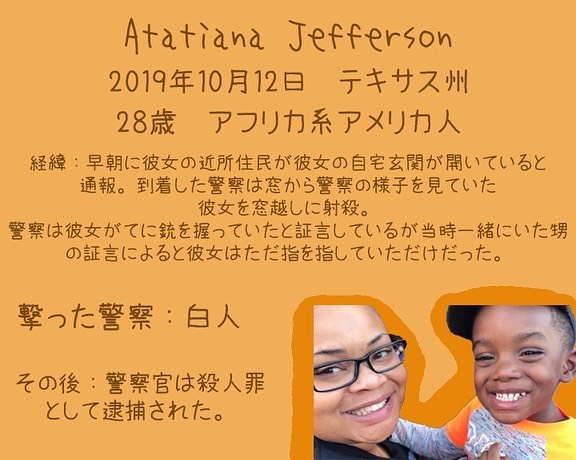 Atatiana Jefferson
2019年10月12日　テキサス州
28歳　アフリカ系アメリカ人
経緯：早朝に彼女の近所住民が彼女の自宅玄関が開いていると
通報。到着した警察は窓から警察の様子を見ていた
彼女を窓越しに射殺。
警察は彼女がてに銃を握っていたと証言しているが当時一緒にいた甥
の証言によると彼女はただ指を指していただけだった。
撃った警察：白人
その後：警察官は殺人罪
として逮捕された。